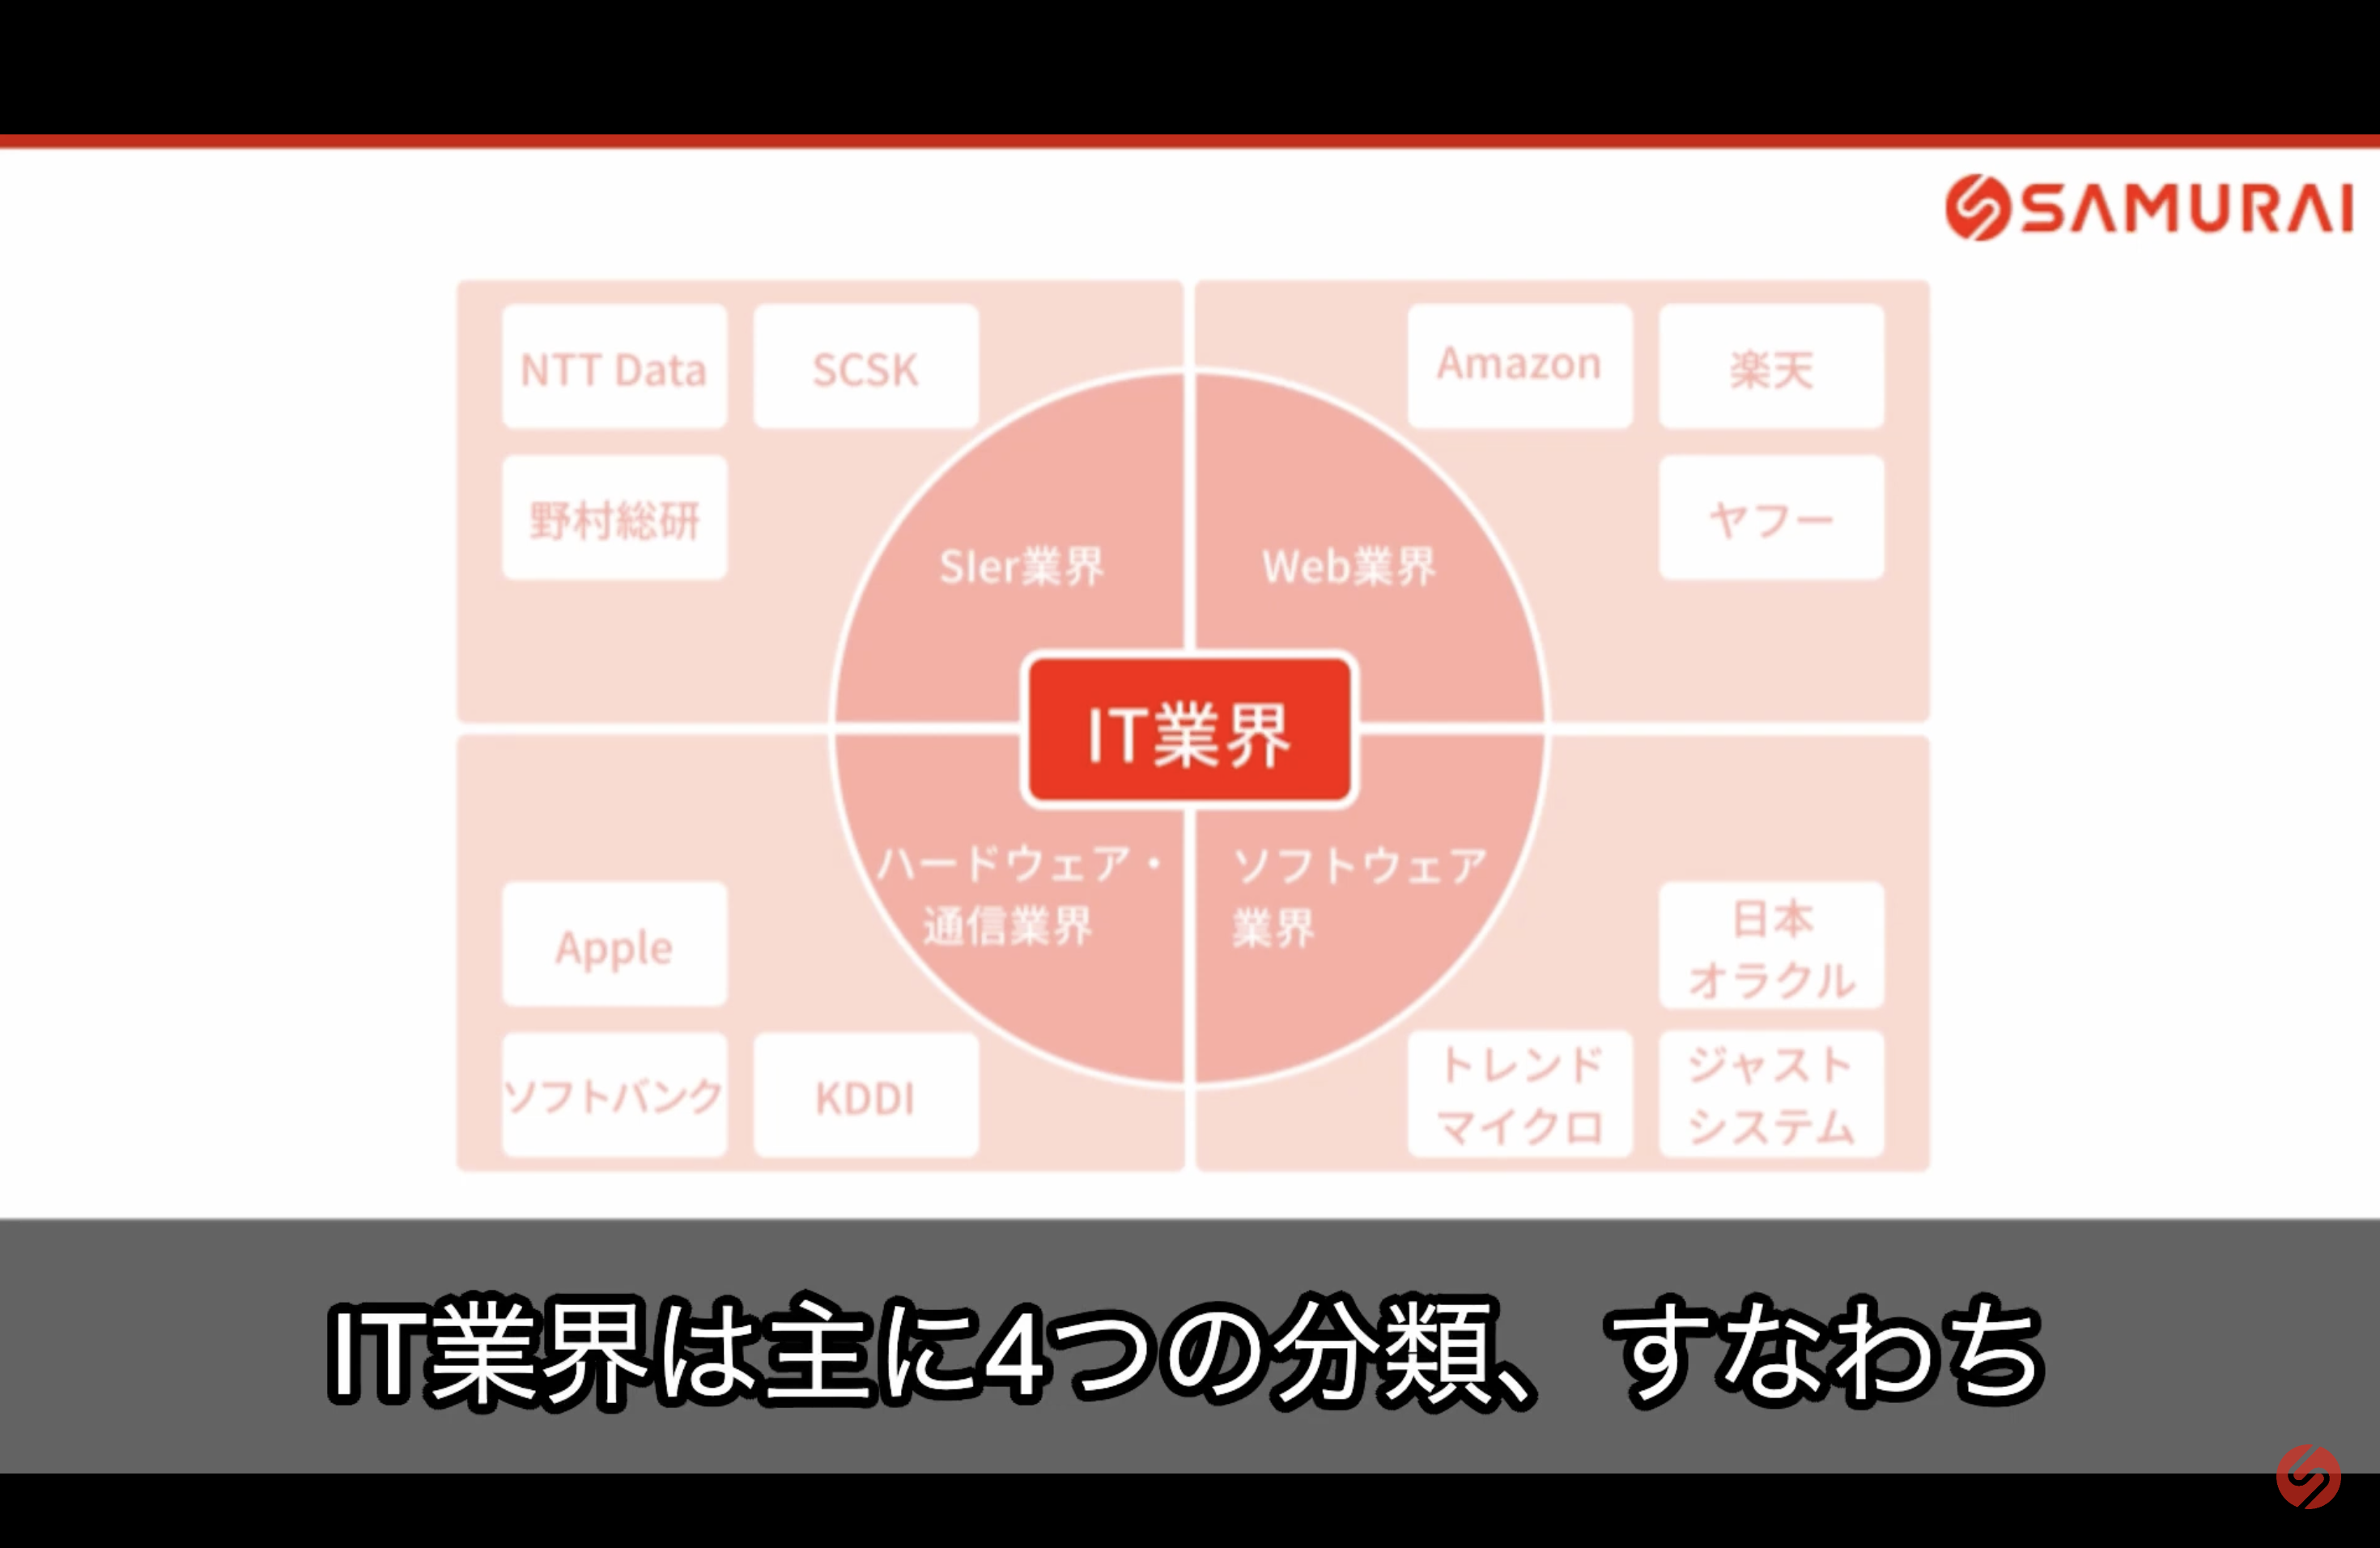 SAMURAI
NTT Data
SCSK
野村総研
Amazon
楽天
ヤフー
SIer業界
Web業界
IT業界
ハードウェア・
通信業界
ソフトウェア
業界
Apple
ソフトバンク
KDDI
日本
オラクル
トレンド
マイクロ
ジャスト
システム
IT業界は主に4つの分類、 すなわち